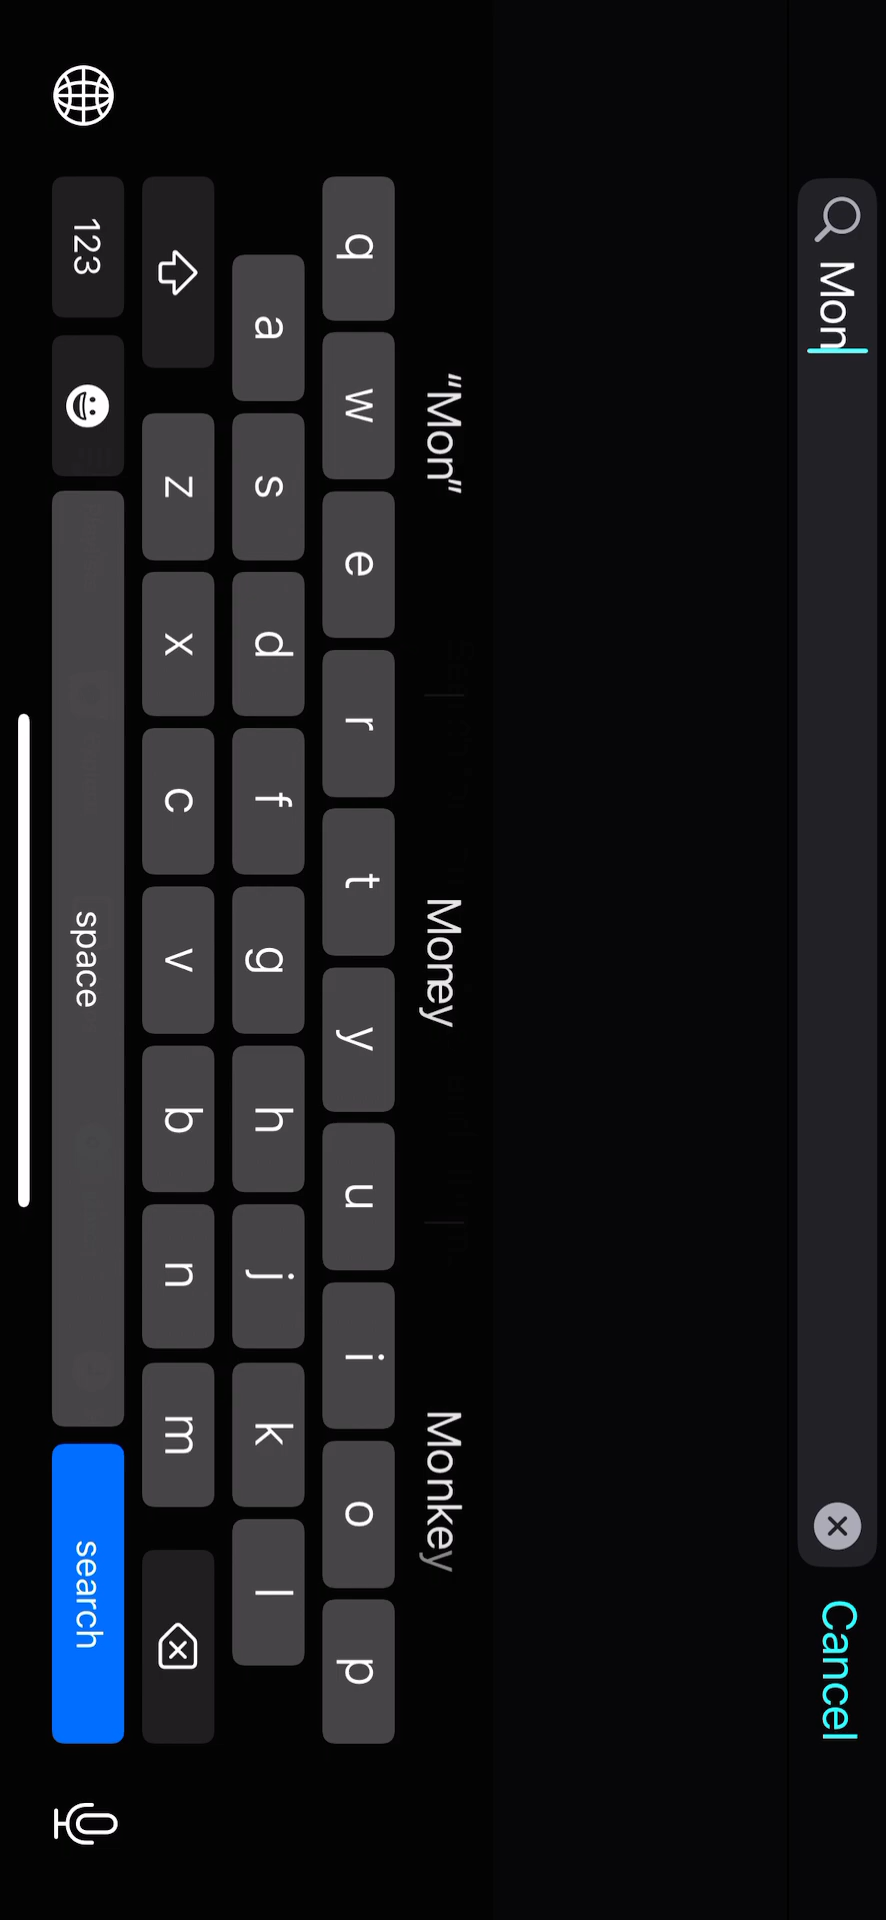 Mon
Cancel
"Mon"
Money
Monkey
q w e r t y u i o p
a s d f g h j k l
z x c v b n m
123
space
search